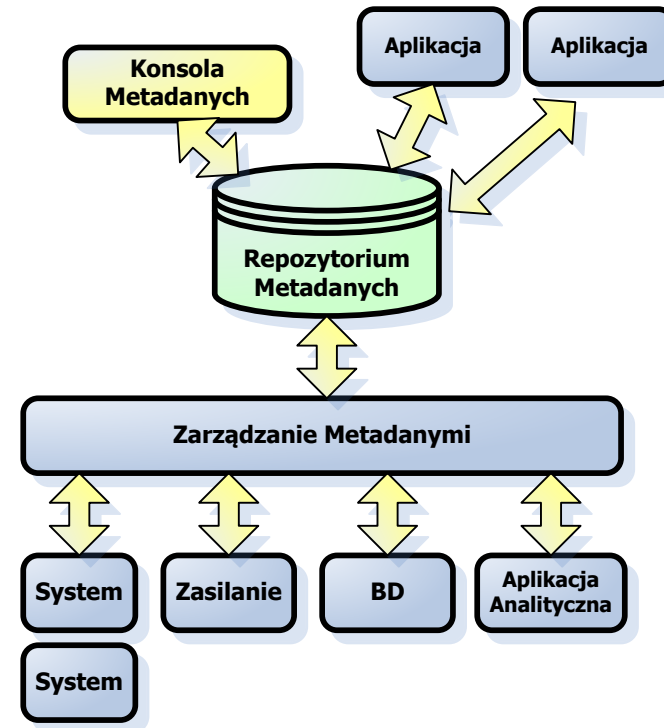 Konsola
Metadanych
Aplikacja
Aplikacja
Repozytorium
Metadanych
Zarządzanie Metadanymi
System
Zasilanie
BD
Aplikacja
Analityczna
System